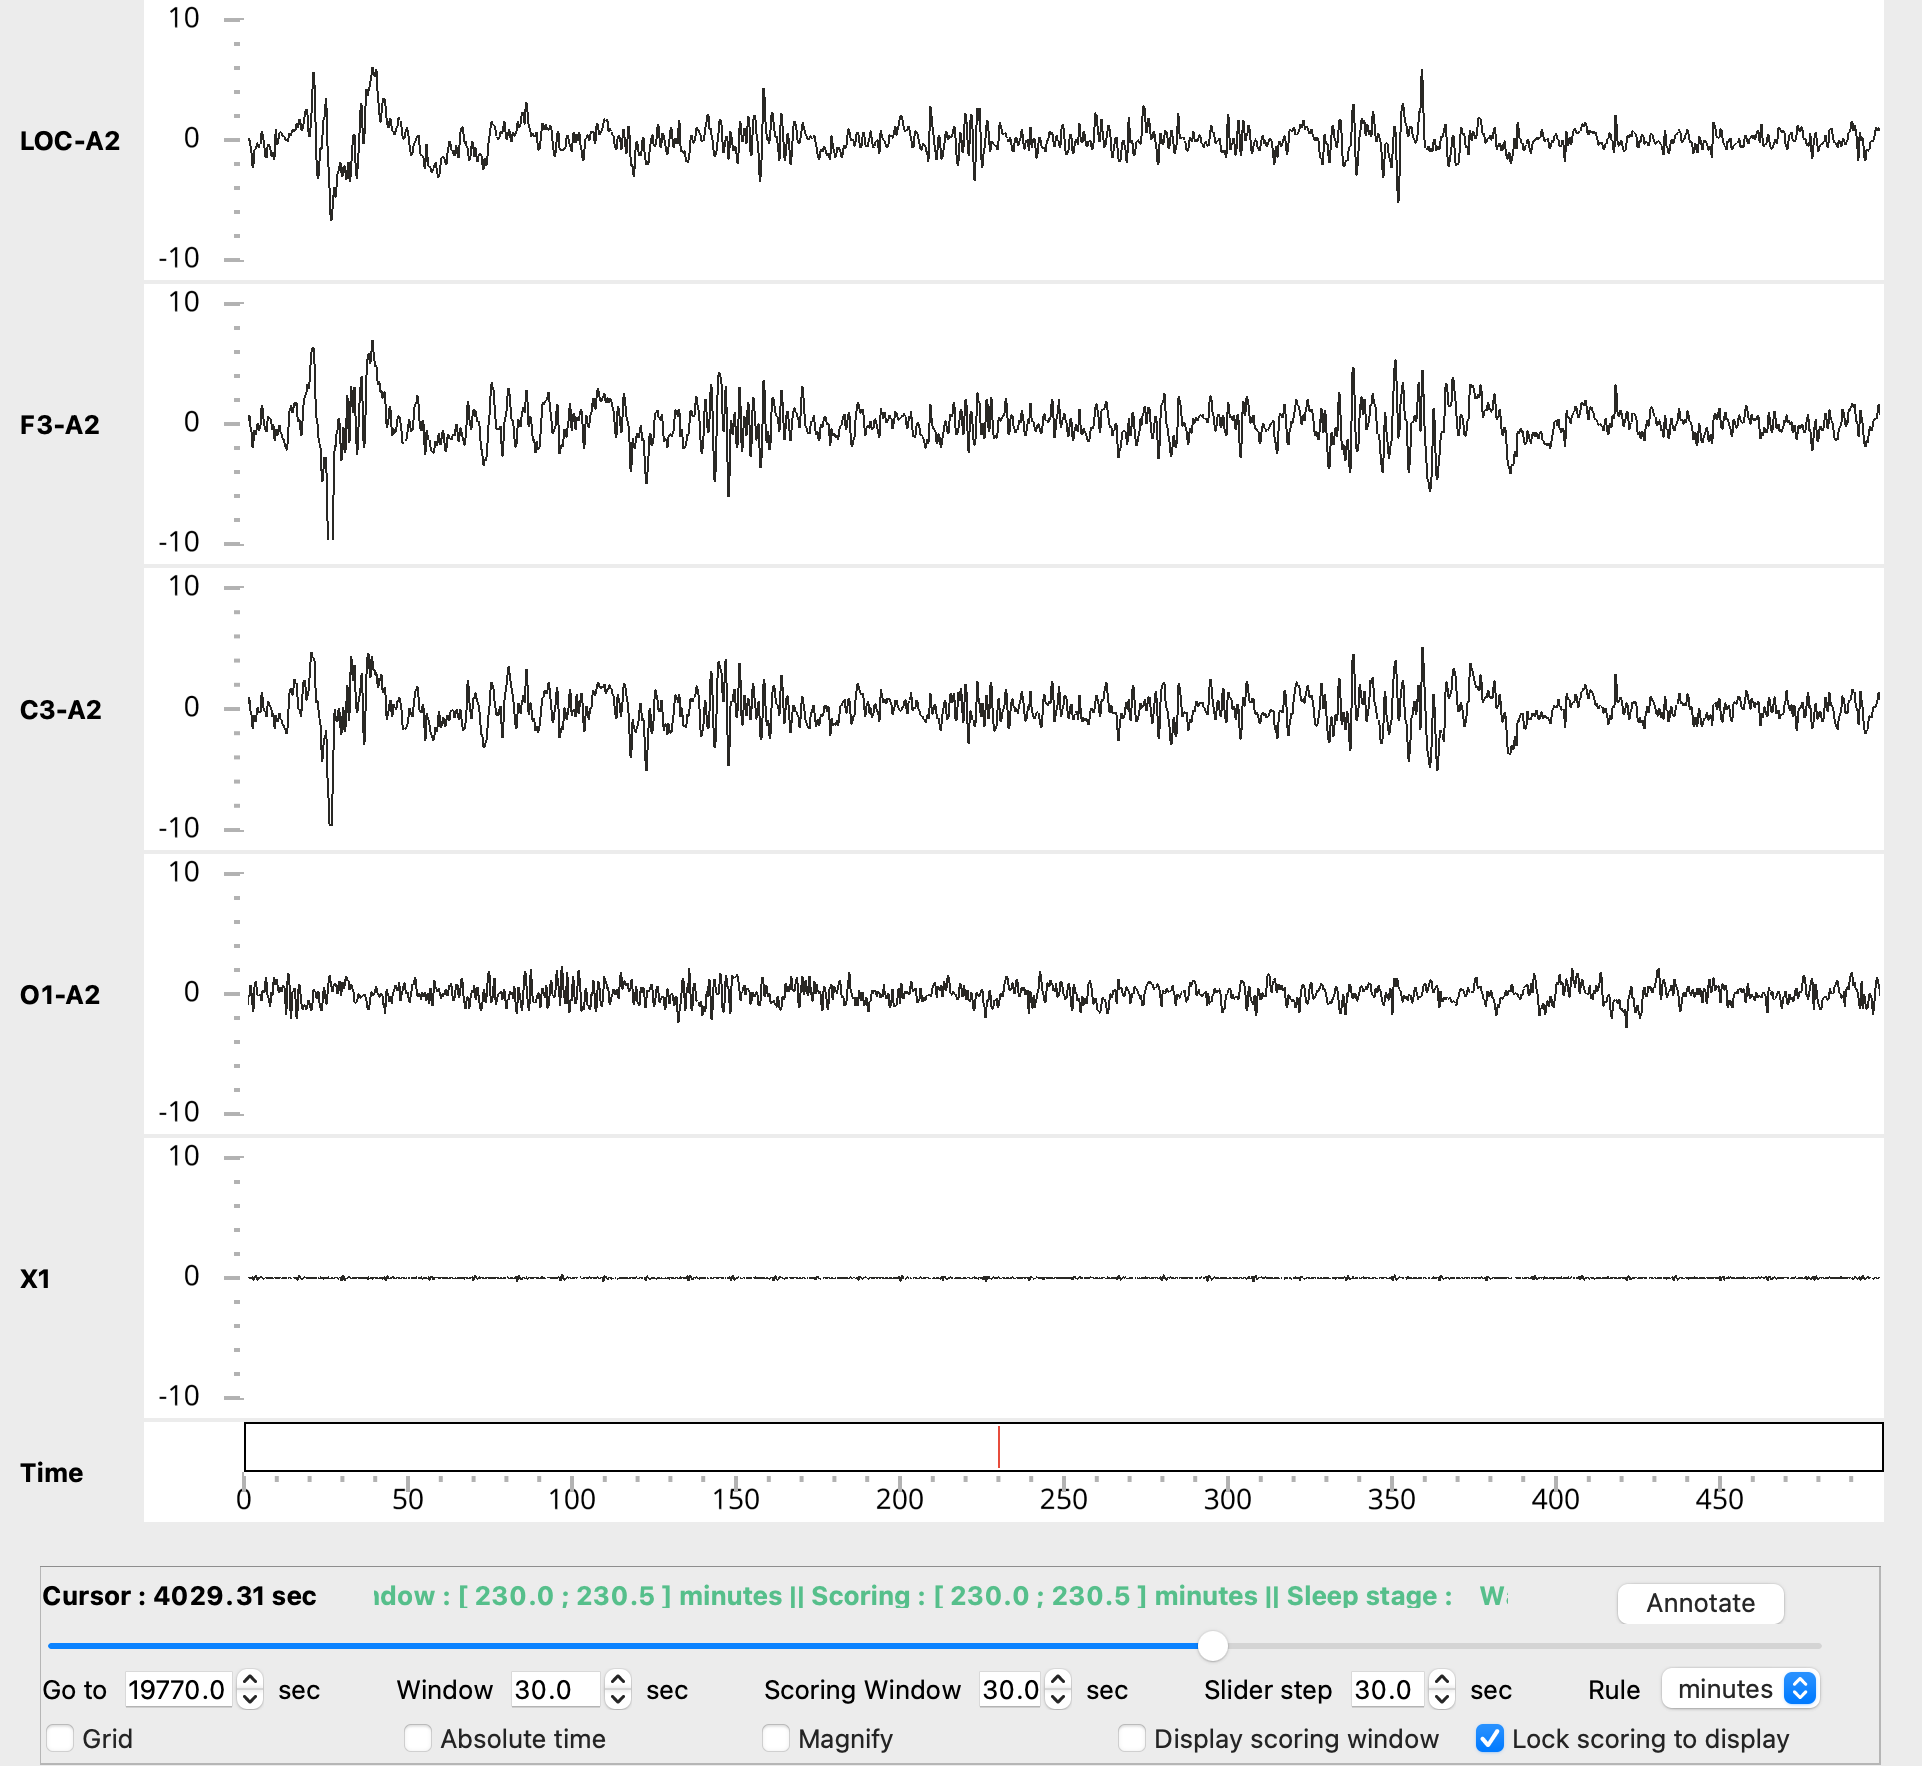 10
LOC-A2
0
-10
10
F3-A2
0
-10
10
C3-A2
0
-10
10
O1-A2
0
-10
10
X1
0
-10
Time
0 50 100 150 200 250 300 350 400 450
Cursor : 4029.31 sec dow : [ 230.0 ; 230.5 ] minutes || Scoring : [ 230.0 ; 230.5 ] minutes || Sleep stage : W Annotate
Go to 19770.0 sec Window 30.0 sec Scoring Window 30.0 sec Slider step 30.0 sec Rule minutes
Grid Absolute time Magnify Display scoring window Lock scoring to display